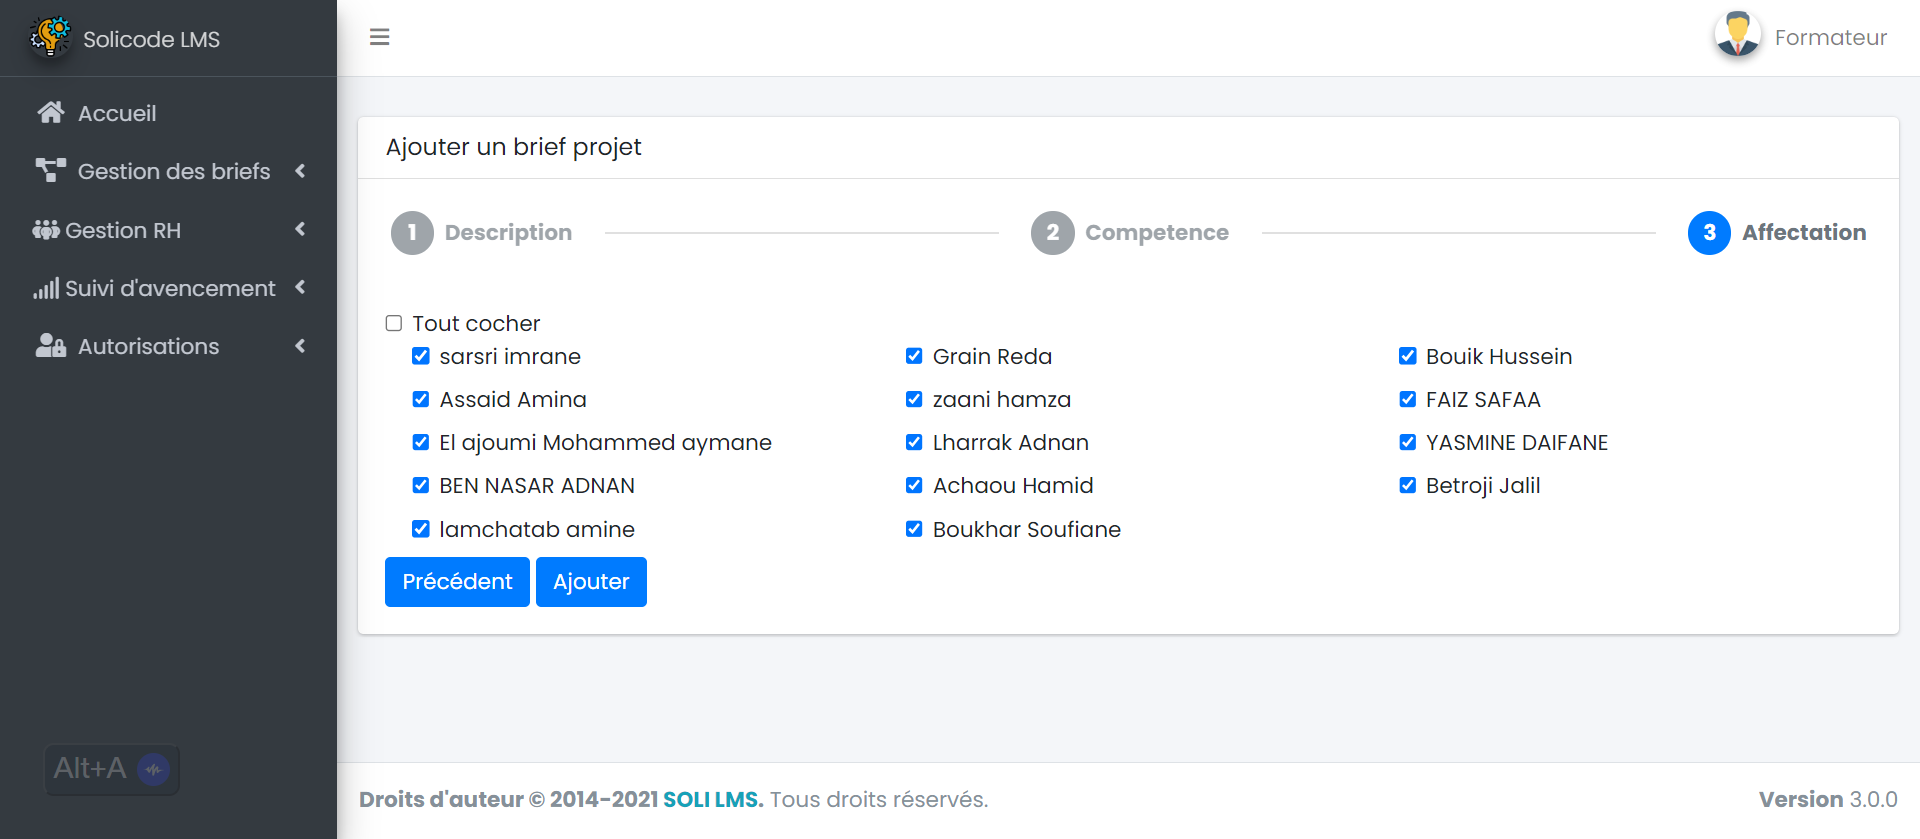 Solicode LMS
Formateur
Accueil
Gestion des briefs
Gestion RH
Suivi d'avencement
Autorisations
Alt+A
Ajouter un brief projet
1 Description
2 Competence
3 Affectation
Tout cocher
sarsri imrane
Grain Reda
Bouik Hussein
Assaid Amina
zaani hamza
FAIZ SAFAA
El ajoumi Mohammed aymane
Lharrak Adnan
YASMINE DAIFANE
BEN NASAR ADNAN
Achaou Hamid
Betroji Jalil
lamchatab amine
Boukhar Soufiane
Précédent
Ajouter
Droits d'auteur © 2014-2021 SOLI LMS. Tous droits réservés.
Version 3.0.0